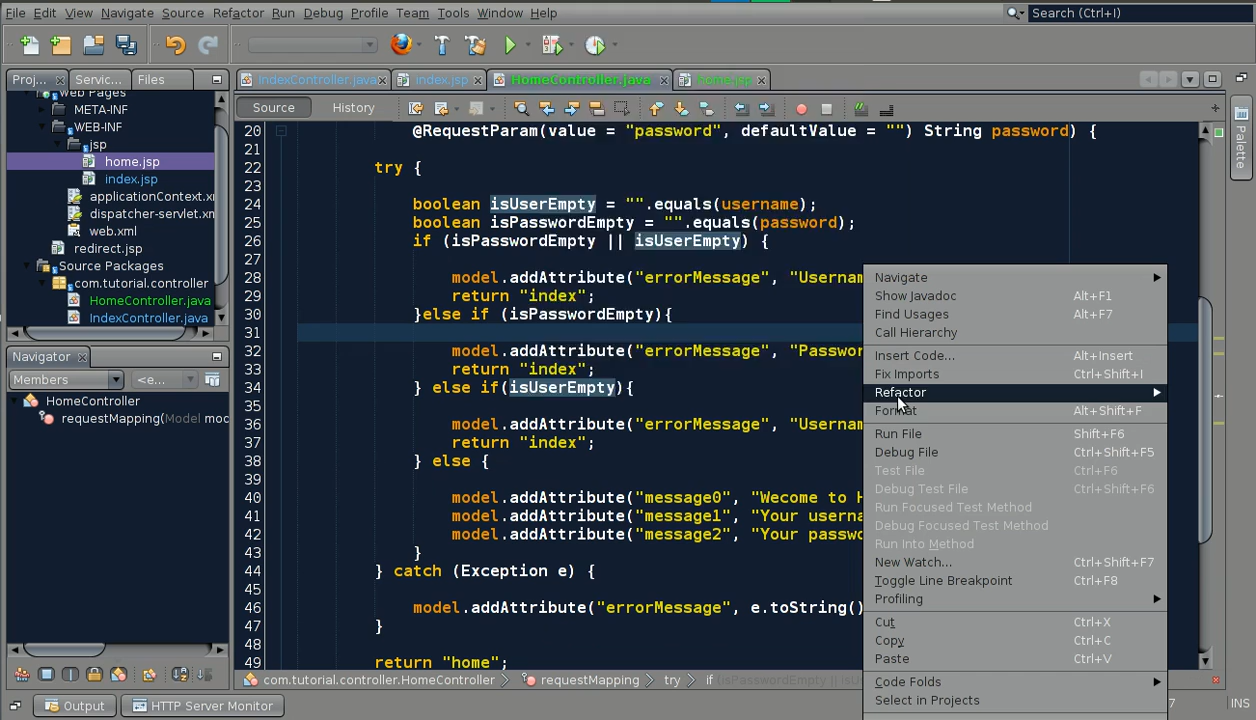 File Edit View Navigate Source Refactor Run Debug Profile Team Tools Window Help
Search (Ctrl+I)
Proj... Servic... Files
IndexController.java index.jsp HomeController.java home.jsp
Source History
Web Pages
META-INF
WEB-INF
jsp
home.jsp
index.jsp
applicationContext.xm
dispatcher-servlet.xm
web.xml
redirect.jsp
Source Packages
com.tutorial.controller
HomeController.java
IndexController.java
Navigator
Members <e...
HomeController
requestMapping(Model mod
20 @RequestParam(value = "password", defaultValue = "") String password) {
21
22 try {
23
24 boolean isUserEmpty = "".equals(username);
25 boolean isPasswordEmpty = "".equals(password);
26 if (isPasswordEmpty || isUserEmpty) {
27
28 model.addAttribute("errorMessage", "Userna
29 return "index";
30 }else if (isPasswordEmpty){
31
32 model.addAttribute("errorMessage", "Passwo
33 return "index";
34 } else if(isUserEmpty){
35
36 model.addAttribute("errorMessage", "Userna
37 return "index";
38 } else {
39
40 model.addAttribute("message0", "Wecome to H
41 model.addAttribute("message1", "Your userna
42 model.addAttribute("message2", "Your passwo
43 }
44 } catch (Exception e) {
45
46 model.addAttribute("errorMessage", e.toString()
47 }
48
49 return "home";
Navigate
Show Javadoc Alt+F1
Find Usages Alt+F7
Call Hierarchy
Insert Code... Alt+Insert
Fix Imports Ctrl+Shift+I
Refactor
Format Alt+Shift+F
Run File Shift+F6
Debug File Ctrl+Shift+F5
Test File Ctrl+F6
Debug Test File Ctrl+Shift+F6
Run Focused Test Method
Debug Focused Test Method
Run Into Method
New Watch... Ctrl+Shift+F7
Toggle Line Breakpoint Ctrl+F8
Profiling
Cut Ctrl+X
Copy Ctrl+C
Paste Ctrl+V
Code Folds
Select in Projects
Palette
com.tutorial.controller.HomeController requestMapping try if (isPasswordEmpty || isU
Output HTTP Server Monitor
7 INS